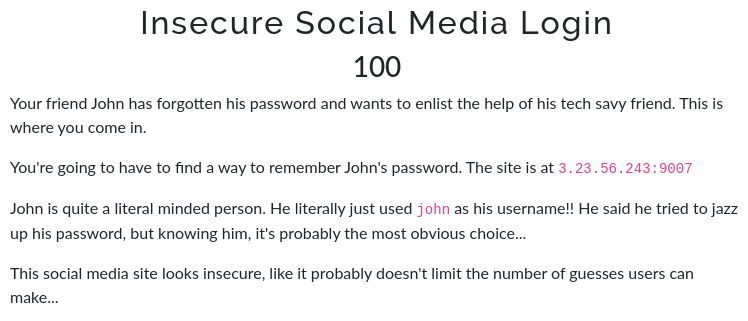 Insecure Social Media Login
100
Your friend John has forgotten his password and wants to enlist the help of his tech savy friend. This is
where you come in.
You're going to have to find a way to remember John's password. The site is at 3.23.56.243:9007
John is quite a literal minded person. He literally just used john as his username!! He said he tried to jazz
up his password, but knowing him, it's probably the most obvious choice...
This social media site looks insecure, like it probably doesn't limit the number of guesses users can
make...